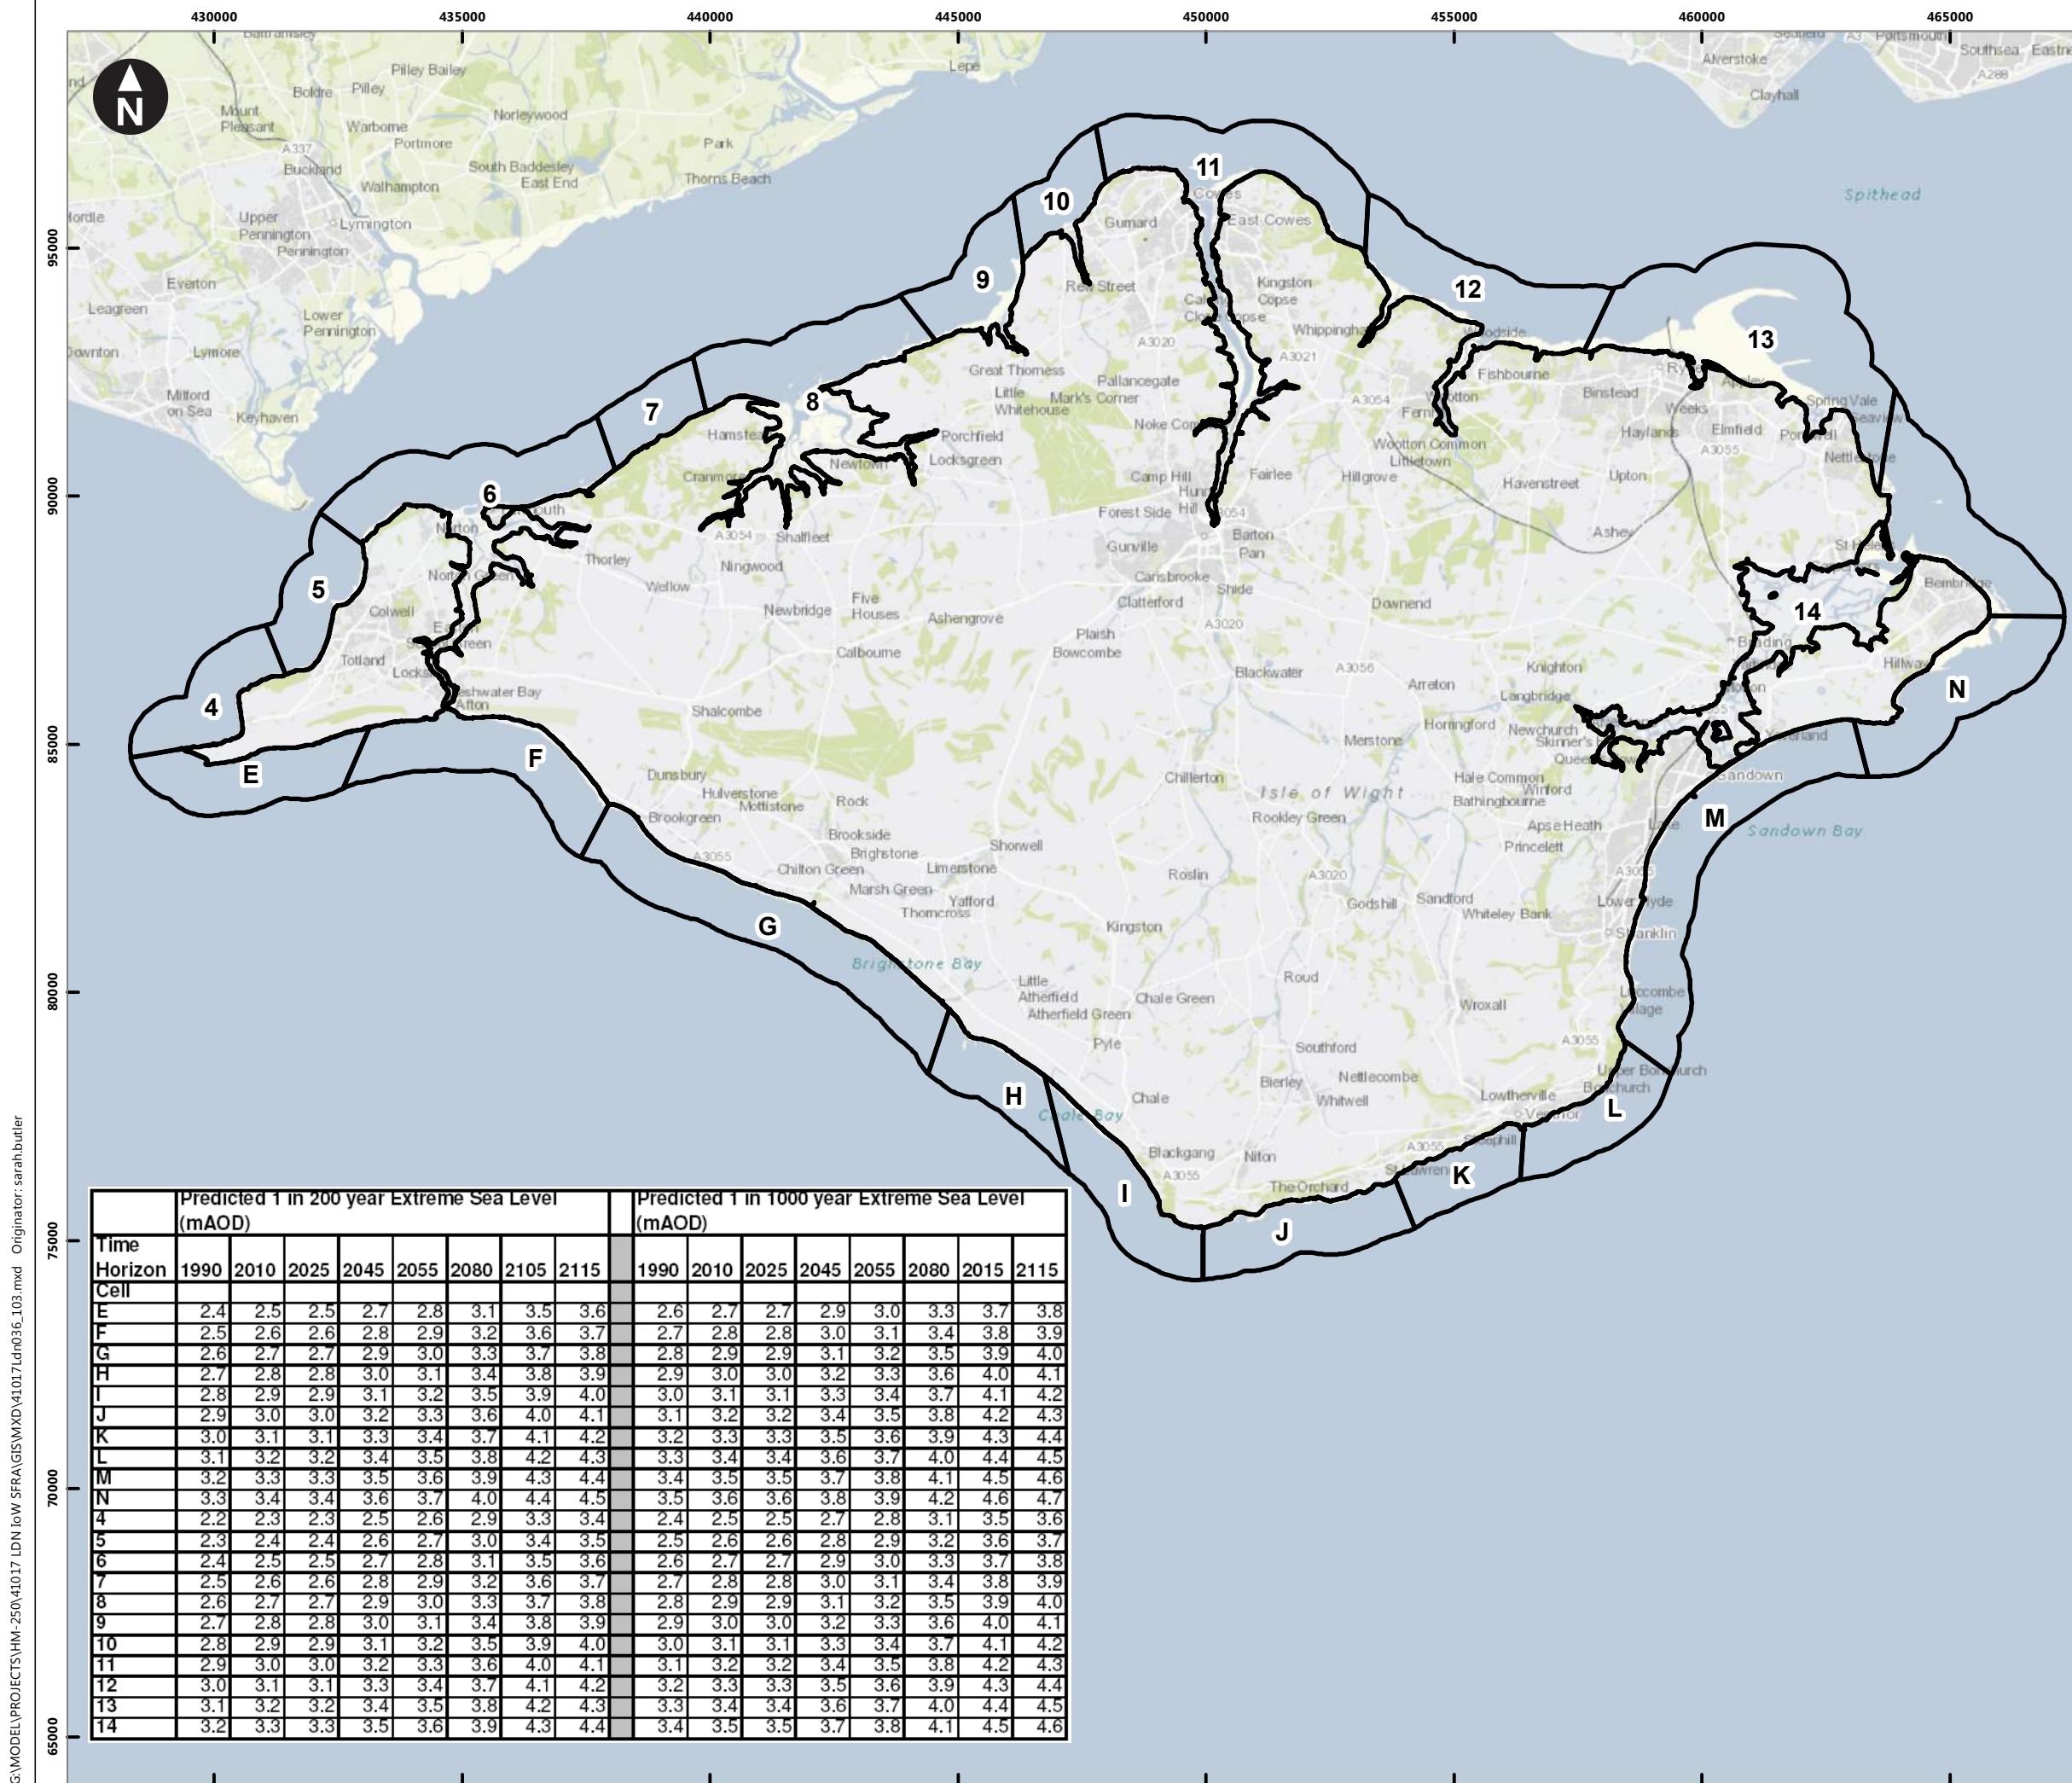 430000 435000 440000 445000 450000 455000 460000 465000
95000
90000
85000
80000
75000
70000
65000
N
Pilley Bailey
Lepe
Alverstoke
A3
Portsmouth
Southsea
A288
Clayhall
Boldre
Pilley
Mount
Pleasant
Warborne
Norleywood
A337
Portmore
Park
Buckland
South Baddesley
East End
Thorns Beach
Walhampton
Spithead
Upper
Pennington
Lymington
Pennington
Everton
Leagreen
Lower
Pennington
Lymore
Milford
on Sea
Keyhaven
11
10
Gurnard
East Cowes
9
12
13
Kingston
Copse
A3020
A3021
Great Thorness
Pallancegate
Little
Whitehouse
Mark's Corner
Fishbourne
Binstead
Weeks
A3054
Spring Vale
7
8
Porchfield
Locksgreen
Newtown
Wootton Common
Littletown
Haylands
Elmfield
A3055
Camp Hill
Fairlee
Hillgrove
Havenstreet
Upton
6
Forest Side
A3054
Shalfleet
Gunville
Barton
Pan
Ashey
Thorley
Ningwood
Wellow
Carisbrooke
Shide
Clatterford
5
Colwell
Newbridge
Five
Houses
Ashengrove
A3020
Downend
14
Bembridge
Plaish
Bowcombe
Calbourne
Totland
Blackwater
A3056
Knighton
Arreton
Langbridge
Hillway
N
4
Afton
Shalcombe
Horringford
Newchurch
Merstone
E
F
Dunsbury
Hulverstone
Mottistone
Rock
Chillerton
Isle of Wight
Hale Common
Winford
Bathingbourne
Sandown
Brookgreen
Brookside
Brighstone
Rookley Green
Apse Heath
Princelett
M
Sandown Bay
A3055
Chilton Green
Limerstone
Shorwell
Marsh Green
Yafford
Thorncross
Roslin
A3020
Godshill
Sandford
Whiteley Bank
G
Kingston
Shanklin
Brighstone Bay
Little
Atherfield
Atherfield Green
Chale Green
Roud
Wroxall
Pyle
Southford
A3055
H
Chale
Bierley
Nettlecombe
Whitwell
Lowtherville
L
Blackgang
A3055
Niton
The Orchard
A3055
I
J
K
Predicted 1 in 200 year Extreme Sea Level
(mAOD)
Predicted 1 in 1000 year Extreme Sea Level
(mAOD)
Time
Horizon 1990 2010 2025 2045 2055 2080 2105 2115 1990 2010 2025 2045 2055 2080 2015 2115
Cell
E 2.4 2.5 2.5 2.7 2.8 3.1 3.5 3.6 2.6 2.7 2.7 2.9 3.0 3.3 3.7 3.8
F 2.5 2.6 2.6 2.8 2.9 3.2 3.6 3.7 2.7 2.8 2.8 3.0 3.1 3.4 3.8 3.9
G 2.6 2.7 2.7 2.9 3.0 3.3 3.7 3.8 2.8 2.9 2.9 3.1 3.2 3.5 3.9 4.0
H 2.7 2.8 2.8 3.0 3.1 3.4 3.8 3.9 2.9 3.0 3.0 3.2 3.3 3.6 4.0 4.1
I 2.8 2.9 2.9 3.1 3.2 3.5 3.9 4.0 3.0 3.1 3.1 3.3 3.4 3.7 4.1 4.2
J 2.9 3.0 3.0 3.2 3.3 3.6 4.0 4.1 3.1 3.2 3.2 3.4 3.5 3.8 4.2 4.3
K 3.0 3.1 3.1 3.3 3.4 3.7 4.1 4.2 3.2 3.3 3.3 3.5 3.6 3.9 4.3 4.4
L 3.1 3.2 3.2 3.4 3.5 3.8 4.2 4.3 3.3 3.4 3.4 3.6 3.7 4.0 4.4 4.5
M 3.2 3.3 3.3 3.5 3.6 3.9 4.3 4.4 3.4 3.5 3.5 3.7 3.8 4.1 4.5 4.6
N 3.3 3.4 3.4 3.6 3.7 4.0 4.4 4.5 3.5 3.6 3.6 3.8 3.9 4.2 4.6 4.7
4 2.2 2.3 2.3 2.5 2.6 2.9 3.3 3.4 2.4 2.5 2.5 2.7 2.8 3.1 3.5 3.6
5 2.3 2.4 2.4 2.6 2.7 3.0 3.4 3.5 2.5 2.6 2.6 2.8 2.9 3.2 3.6 3.7
6 2.4 2.5 2.5 2.7 2.8 3.1 3.5 3.6 2.6 2.7 2.7 2.9 3.0 3.3 3.7 3.8
7 2.5 2.6 2.6 2.8 2.9 3.2 3.6 3.7 2.7 2.8 2.8 3.0 3.1 3.4 3.8 3.9
8 2.6 2.7 2.7 2.9 3.0 3.3 3.7 3.8 2.8 2.9 2.9 3.1 3.2 3.5 3.9 4.0
9 2.7 2.8 2.8 3.0 3.1 3.4 3.8 3.9 2.9 3.0 3.0 3.2 3.3 3.6 4.0 4.1
10 2.8 2.9 2.9 3.1 3.2 3.5 3.9 4.0 3.0 3.1 3.1 3.3 3.4 3.7 4.1 4.2
11 2.9 3.0 3.0 3.2 3.3 3.6 4.0 4.1 3.1 3.2 3.2 3.4 3.5 3.8 4.2 4.3
12 3.0 3.1 3.1 3.3 3.4 3.7 4.1 4.2 3.2 3.3 3.3 3.5 3.6 3.9 4.3 4.4
13 3.1 3.2 3.2 3.4 3.5 3.8 4.2 4.3 3.3 3.4 3.4 3.6 3.7 4.0 4.4 4.5
14 3.2 3.3 3.3 3.5 3.6 3.9 4.3 4.4 3.4 3.5 3.5 3.7 3.8 4.1 4.5 4.6
G:\MODEL\PROJECTS\HM-250\41017 LDN IoW SFRA\GIS\MXD\41017Ldn036_103.mxd Originator: sarah.butler